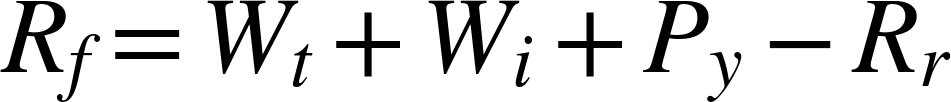 R_f = W_t + W_i + P_y − R_r